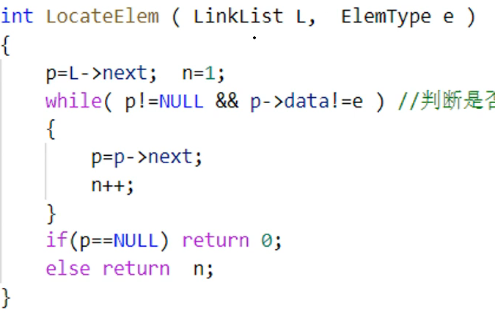 int LocateElem ( LinkList L,  ElemType e )
{
    p=L->next;  n=1;
    while( p!=NULL && p->data!=e ) //判断是否
    {
        p=p->next;
        n++;
    }
    if(p==NULL) return 0;
    else return  n;
}